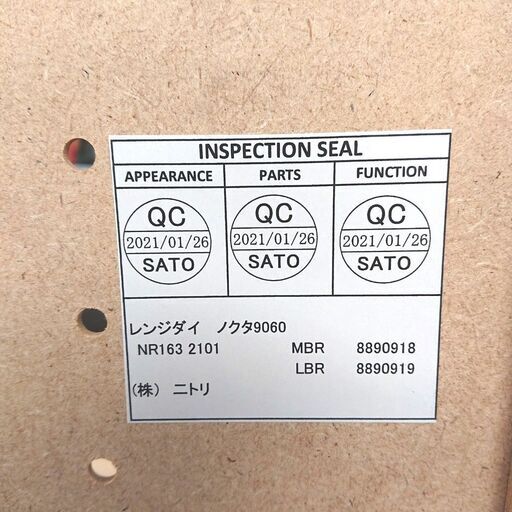 INSPECTION SEAL
APPEARANCE PARTS FUNCTION
QC QC QC
2021/01/26 2021/01/26 2021/01/26
SATO SATO SATO
レンジダイ ノクタ9060
NR163 2101 MBR 8890918
LBR 8890919
(株) ニトリ